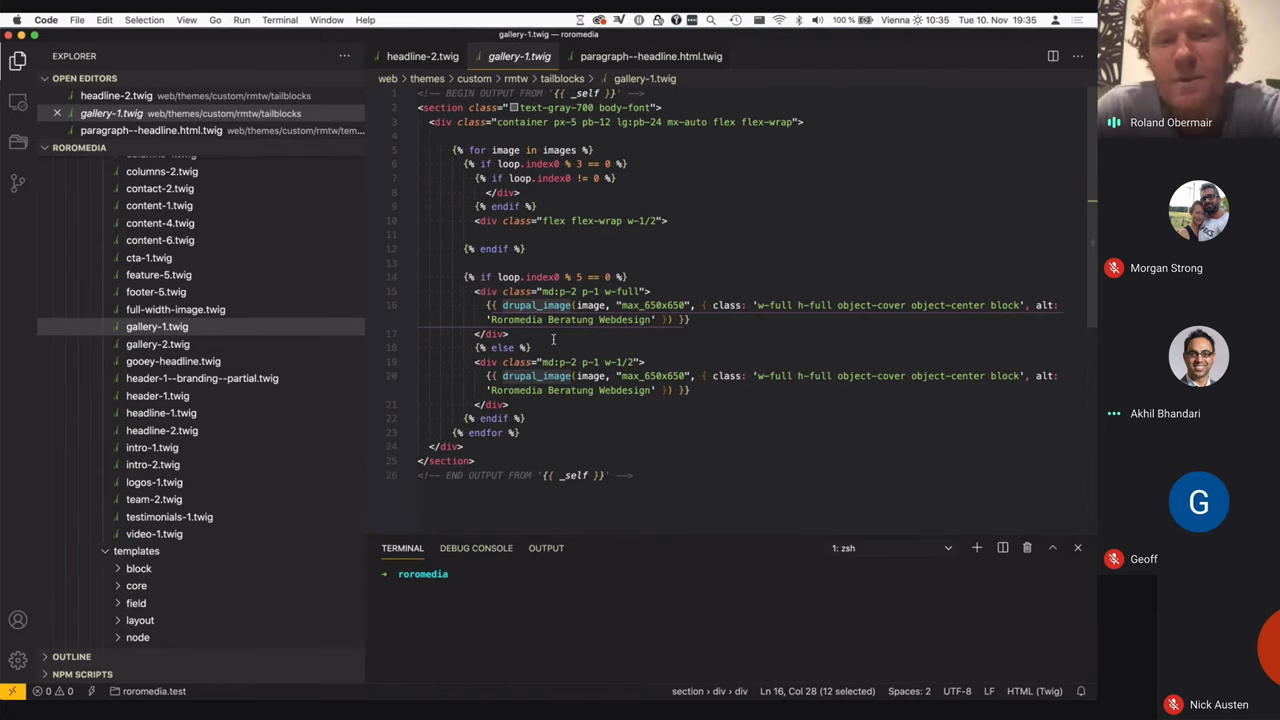 Code File Edit Selection View Go Run Terminal Window Help 100 % Vienna 10:35 Tue 10. Nov 19:35
gallery-1.twig — roromedia
EXPLORER
OPEN EDITORS
headline-2.twig web/themes/custom/rmtw/tailblocks
gallery-1.twig web/themes/custom/rmtw/tailblocks
paragraph--headline.html.twig web/themes/custom/rmtw/tem...
ROROMEDIA
columns-2.twig
contact-2.twig
content-1.twig
content-4.twig
content-6.twig
cta-1.twig
feature-5.twig
footer-5.twig
full-width-image.twig
gallery-1.twig
gallery-2.twig
gooey-headline.twig
header-1--branding--partial.twig
header-1.twig
headline-1.twig
headline-2.twig
intro-1.twig
intro-2.twig
logos-1.twig
team-2.twig
testimonials-1.twig
video-1.twig
templates
block
core
field
layout
node
OUTLINE
NPM SCRIPTS
headline-2.twig gallery-1.twig paragraph--headline.html.twig
web > themes > custom > rmtw > tailblocks > gallery-1.twig
1 <!-- BEGIN OUTPUT FROM '{{ _self }}' -->
2 <section class="text-gray-700 body-font">
3 <div class="container px-5 pb-12 lg:pb-24 mx-auto flex flex-wrap">
4
5 {% for image in images %}
6 {% if loop.index0 % 3 == 0 %}
7 {% if loop.index0 != 0 %}
8 </div>
9 {% endif %}
10 <div class="flex flex-wrap w-1/2">
11
12 {% endif %}
13
14 {% if loop.index0 % 5 == 0 %}
15 <div class="md:p-2 p-1 w-full">
16 {{ drupal_image(image, "max_650x650", { class: 'w-full h-full object-cover object-center block', alt:
'Roromedia Beratung Webdesign' }) }}
17 </div>
18 {% else %}
19 <div class="md:p-2 p-1 w-1/2">
20 {{ drupal_image(image, "max_650x650", { class: 'w-full h-full object-cover object-center block', alt:
'Roromedia Beratung Webdesign' }) }}
21 </div>
22 {% endif %}
23 {% endfor %}
24 </div>
25 </section>
26 <!-- END OUTPUT FROM '{{ _self }}' -->
TERMINAL DEBUG CONSOLE OUTPUT 1: zsh
→ roromedia
0 0 roromedia.test section > div > div Ln 16, Col 28 (12 selected) Spaces: 2 UTF-8 LF HTML (Twig)
Roland Obermair
Morgan Strong
Akhil Bhandari
G
Geoff
Nick Austen